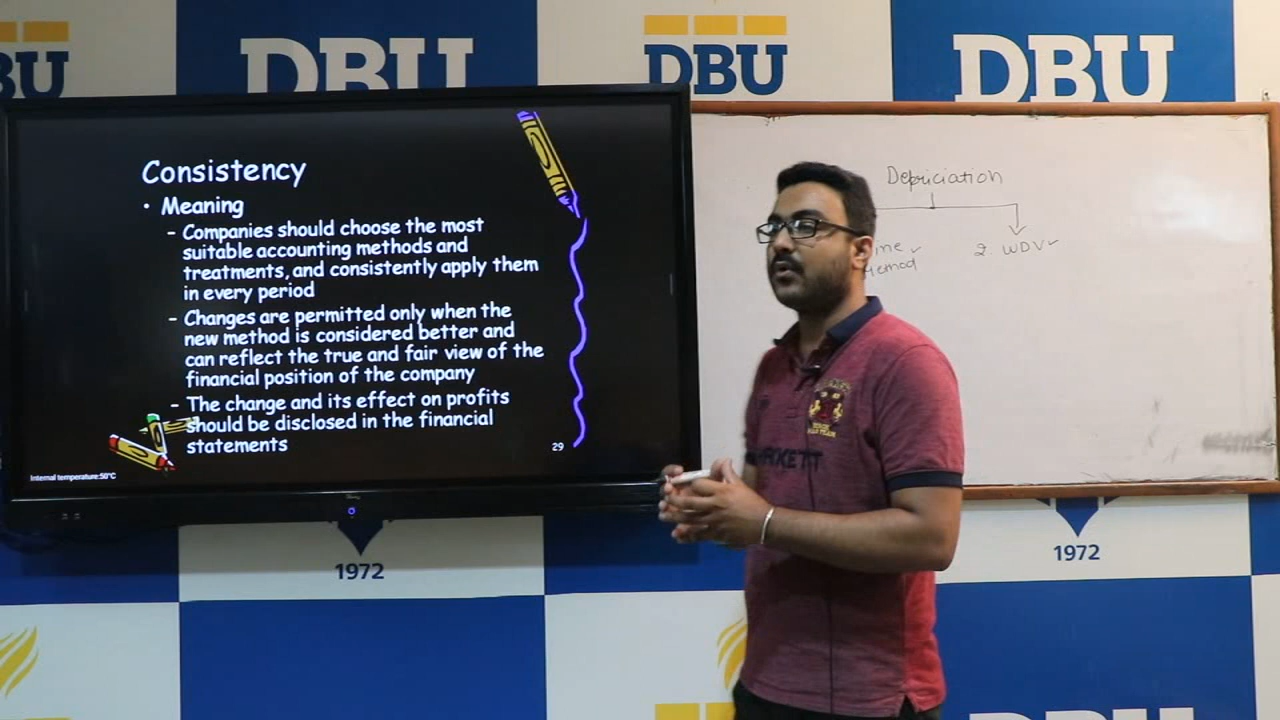 DBU
DBU
DBU
DBU
Consistency
• Meaning
– Companies should choose the most
suitable accounting methods and
treatments, and consistently apply them
in every period
– Changes are permitted only when the
new method is considered better and
can reflect the true and fair view of the
financial position of the company
– The change and its effect on profits
should be disclosed in the financial
statements
29
Internal temperature:50°C
Depriciation
2. WDV
1972
1972